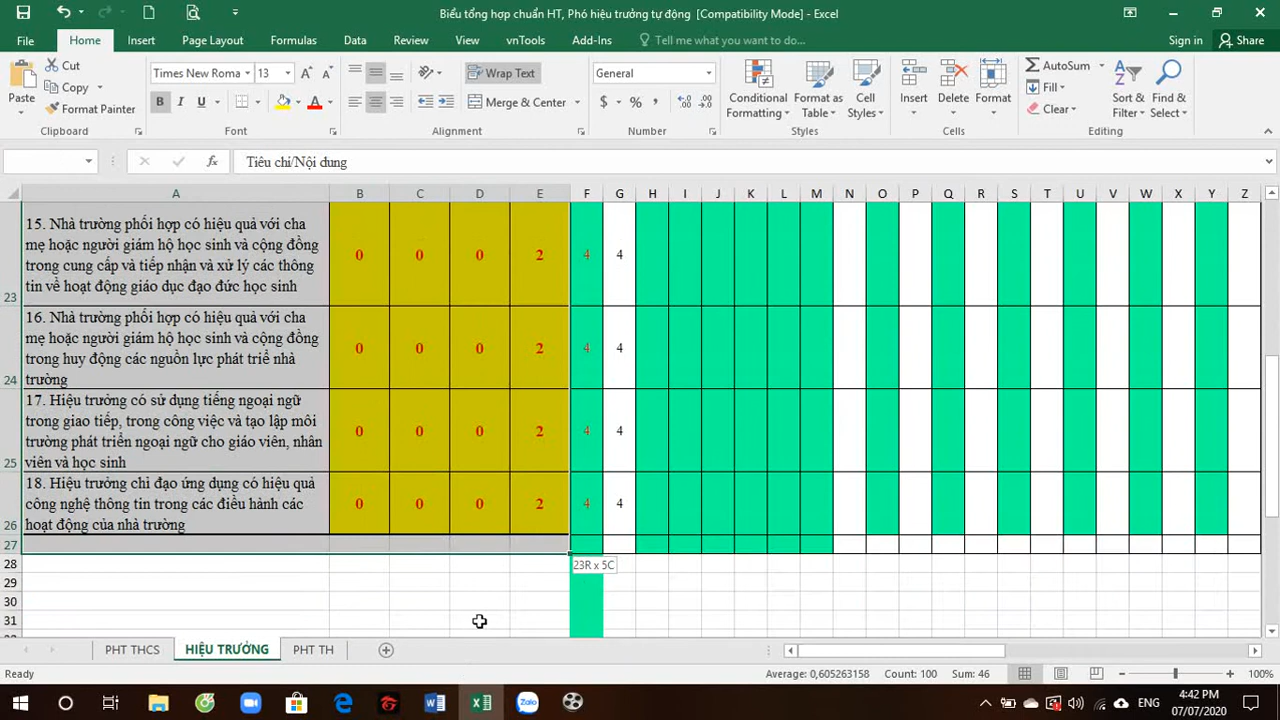 Biểu tổng hợp chuẩn HT, Phó hiệu trưởng tự động  [Compatibility Mode] - Excel
File Home Insert Page Layout Formulas Data Review View vnTools Add-Ins Tell me what you want to do... Sign in Share
Cut
Copy
Format Painter
Paste
Times New Roma 13
B I U
Wrap Text
Merge & Center
General
$ % ,
Conditional Formatting
Format as Table
Cell Styles
Insert
Delete
Format
AutoSum
Fill
Clear
Sort & Filter
Find & Select
Clipboard Font Alignment Number Styles Cells Editing
fx Tiêu chí/Nội dung
A B C D E F G H I J K L M N O P Q R S T U V W X Y Z
15. Nhà trường phối hợp có hiệu quả với cha
mẹ hoặc người giám hộ học sinh và cộng đồng
trong cung cấp và tiếp nhận và xử lý các thông
tin về hoạt động giáo dục đạo đức học sinh
23 0 0 0 2 4 4
16. Nhà trường phối hợp có hiệu quả với cha
mẹ hoặc người giám hộ học sinh và cộng đồng
trong huy động các nguồn lực phát triể nhà
trường
24 0 0 0 2 4 4
17. Hiệu trưởng có sử dụng tiếng ngoại ngữ
trong giao tiếp, trong công việc và tạo lập môi
trường phát triển ngoại ngữ cho giáo viên, nhân
viên và học sinh
25 0 0 0 2 4 4
18. Hiệu trưởng chỉ đạo ứng dụng có hiệu quả
công nghệ thông tin trong các điều hành các
hoạt động của nhà trường
26 0 0 0 2 4 4
27
28 23R x 5C
29
30
31
PHT THCS HIỆU TRƯỞNG PHT TH
Ready Average: 0,605263158 Count: 100 Sum: 46 100%
ENG 4:42 PM
07/07/2020